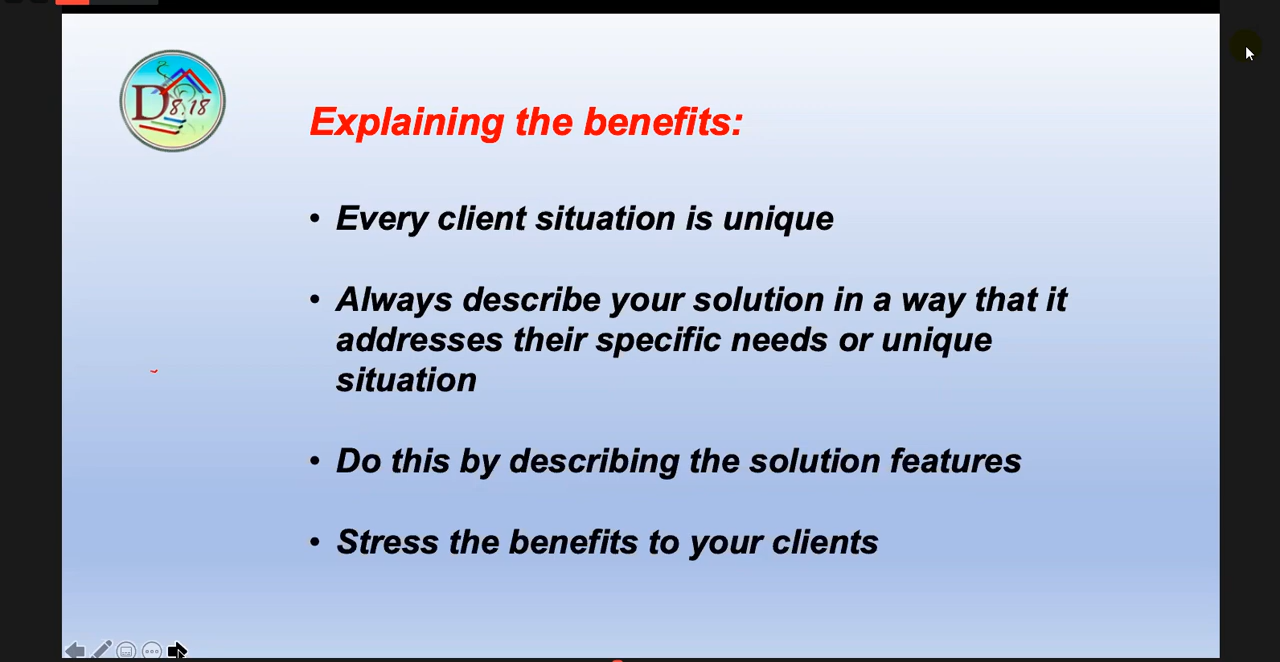 D8.18
Explaining the benefits:
• Every client situation is unique
• Always describe your solution in a way that it
addresses their specific needs or unique
situation
• Do this by describing the solution features
• Stress the benefits to your clients